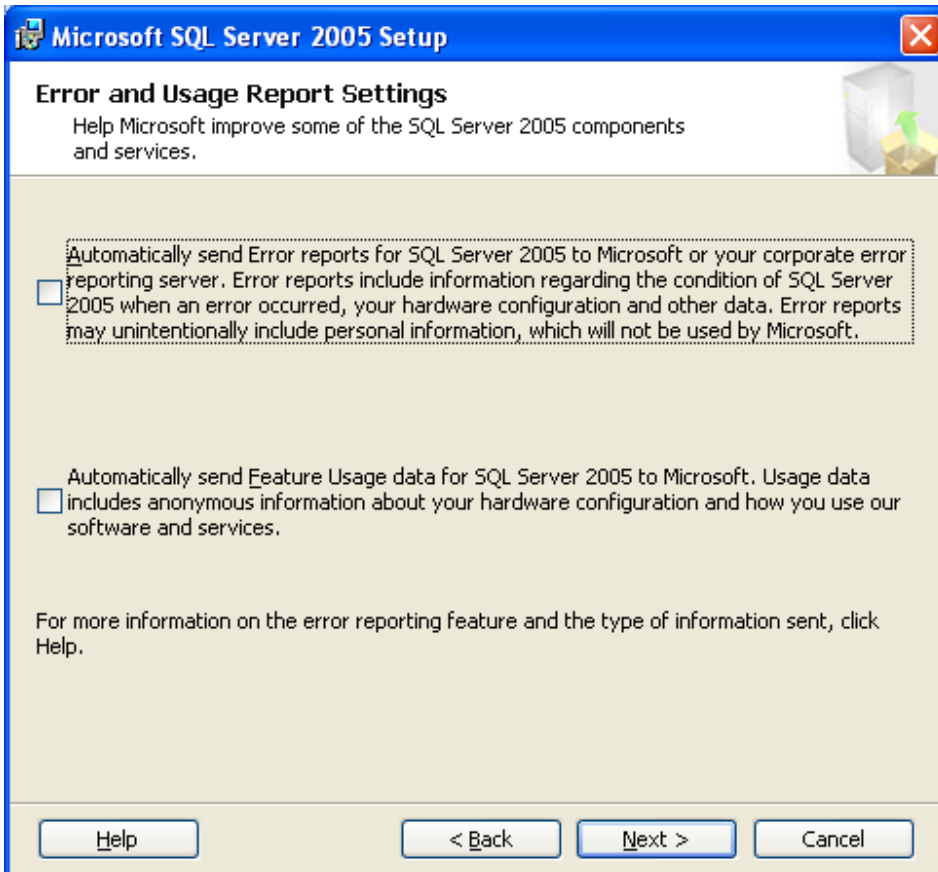 Microsoft SQL Server 2005 Setup
Error and Usage Report Settings
Help Microsoft improve some of the SQL Server 2005 components
and services.
Automatically send Error reports for SQL Server 2005 to Microsoft or your corporate error
reporting server. Error reports include information regarding the condition of SQL Server
2005 when an error occurred, your hardware configuration and other data. Error reports
may unintentionally include personal information, which will not be used by Microsoft.
Automatically send Feature Usage data for SQL Server 2005 to Microsoft. Usage data
includes anonymous information about your hardware configuration and how you use our
software and services.
For more information on the error reporting feature and the type of information sent, click
Help.
Help < Back Next > Cancel